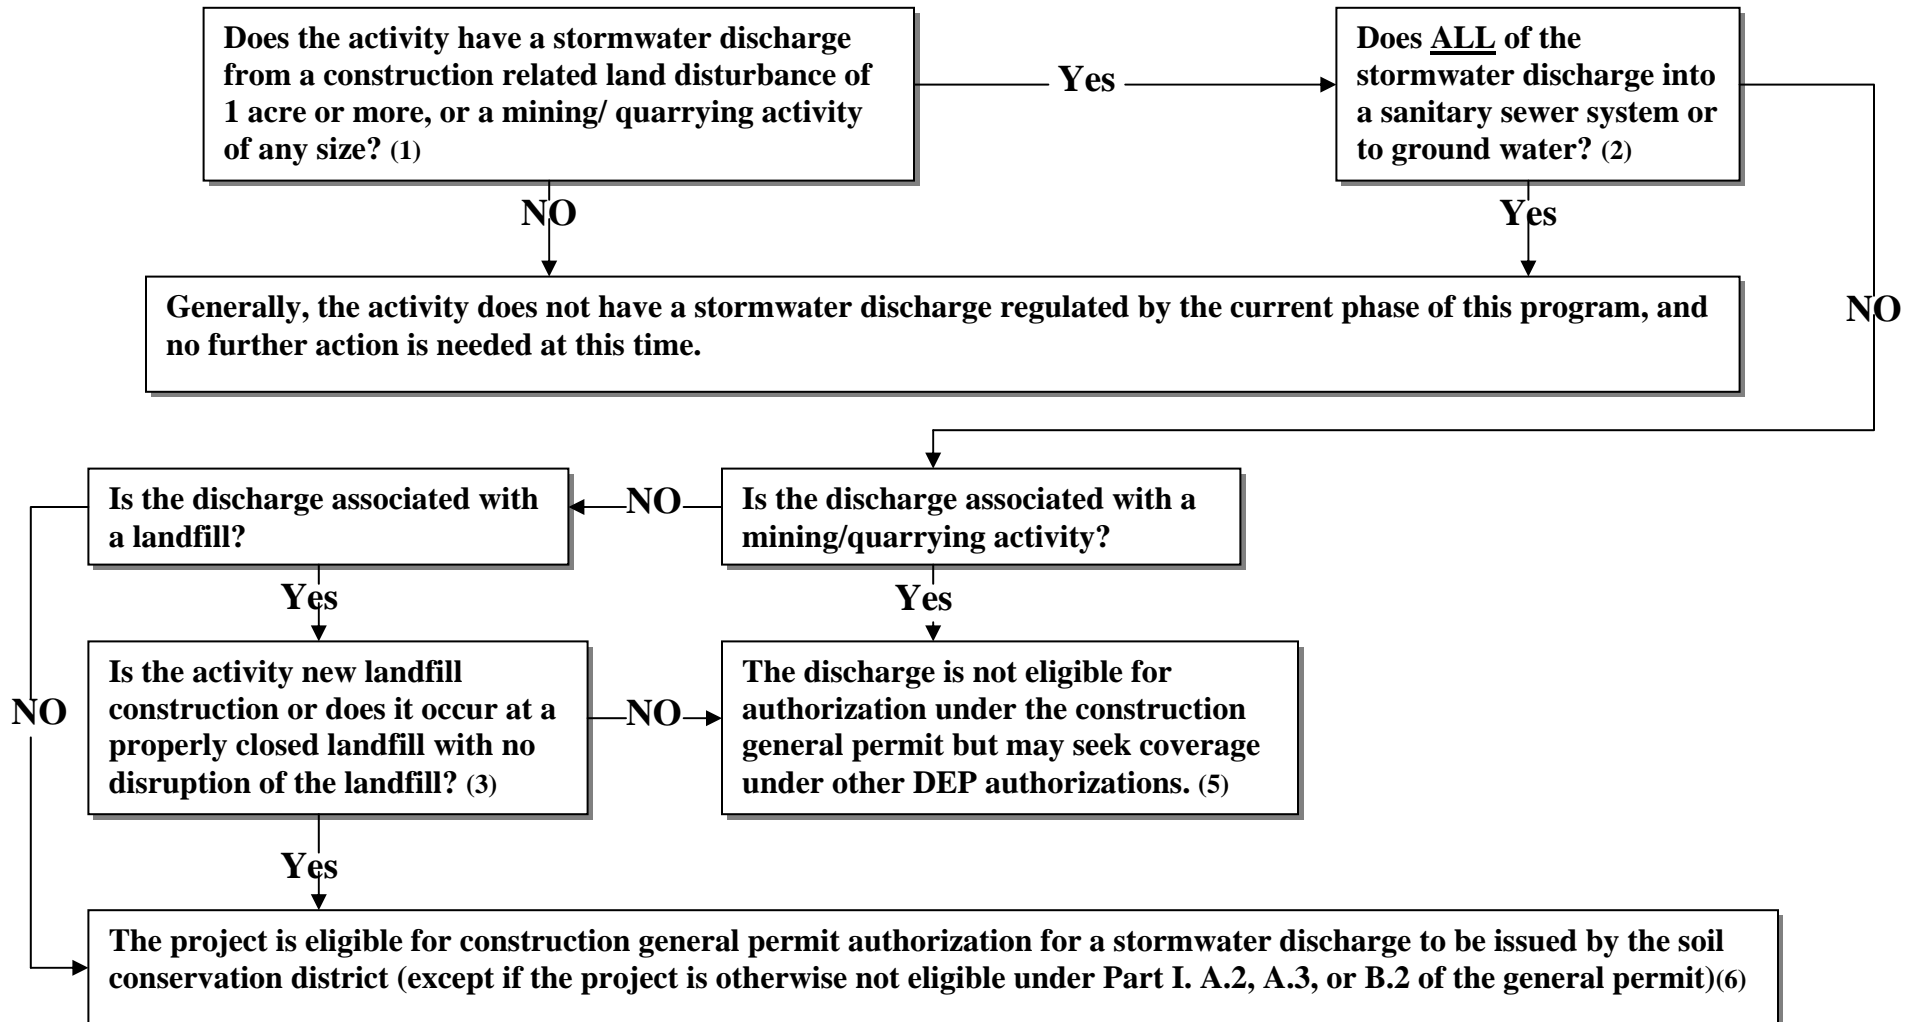 Does the activity have a stormwater discharge
from a construction related land disturbance of
1 acre or more, or a mining/ quarrying activity
of any size? (1)
Yes
Does ALL of the
stormwater discharge into
a sanitary sewer system or
to ground water? (2)
NO
Yes
Generally, the activity does not have a stormwater discharge regulated by the current phase of this program, and
no further action is needed at this time.
NO
Is the discharge associated with
a landfill?
NO
Is the discharge associated with a
mining/quarrying activity?
Yes
Yes
NO
Is the activity new landfill
construction or does it occur at a
properly closed landfill with no
disruption of the landfill? (3)
NO
The discharge is not eligible for
authorization under the construction
general permit but may seek coverage
under other DEP authorizations. (5)
Yes
The project is eligible for construction general permit authorization for a stormwater discharge to be issued by the soil
conservation district (except if the project is otherwise not eligible under Part I. A.2, A.3, or B.2 of the general permit)(6)